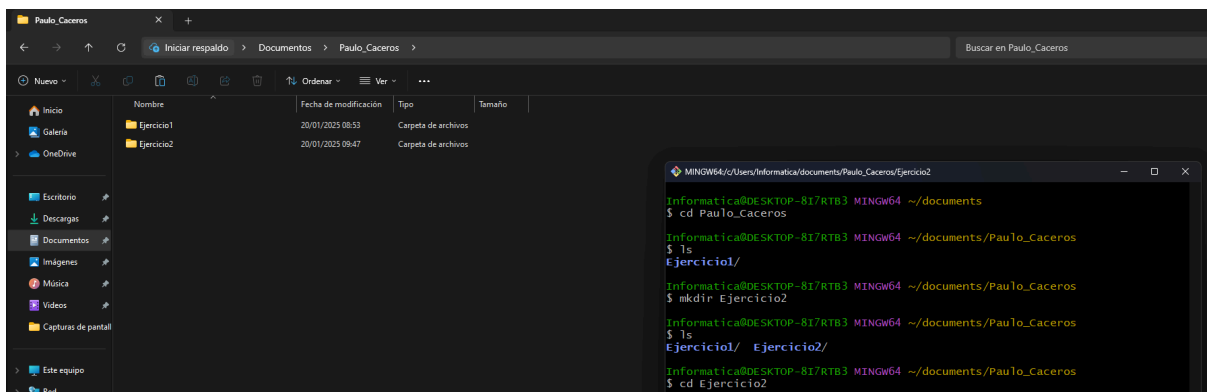 Paulo_Caceros
Iniciar respaldo > Documentos > Paulo_Caceros >
Buscar en Paulo_Caceros
Nuevo
Ordenar
Ver
Inicio
Galería
OneDrive
Escritorio
Descargas
Documentos
Imágenes
Música
Videos
Capturas de pantall
Este equipo
Red
Nombre Fecha de modificación Tipo Tamaño
Ejercicio1 20/01/2025 08:53 Carpeta de archivos
Ejercicio2 20/01/2025 09:47 Carpeta de archivos
MINGW64:/c/Users/Informatica/documents/Paulo_Caceros/Ejercicio2
Informatica@DESKTOP-8I7RTB3 MINGW64 ~/documents
$ cd Paulo_Caceros
Informatica@DESKTOP-8I7RTB3 MINGW64 ~/documents/Paulo_Caceros
$ ls
Ejercicio1/
Informatica@DESKTOP-8I7RTB3 MINGW64 ~/documents/Paulo_Caceros
$ mkdir Ejercicio2
Informatica@DESKTOP-8I7RTB3 MINGW64 ~/documents/Paulo_Caceros
$ ls
Ejercicio1/ Ejercicio2/
Informatica@DESKTOP-8I7RTB3 MINGW64 ~/documents/Paulo_Caceros
$ cd Ejercicio2